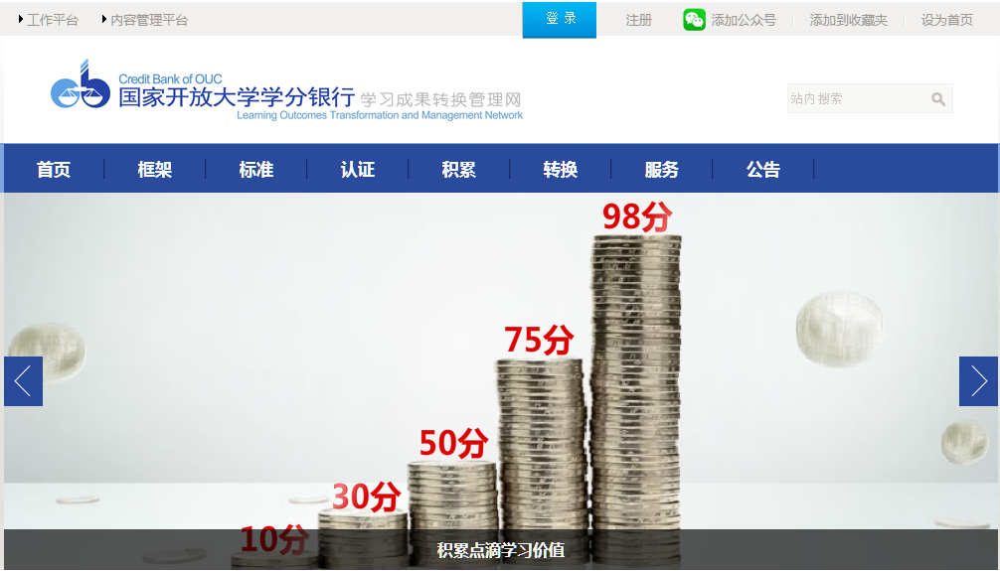 工作平台 内容管理平台 登 录 注册 添加公众号 添加到收藏夹 设为首页
Credit Bank of OUC
国家开放大学学分银行 学习成果转换管理网
Learning Outcomes Transformation and Management Network
站内搜索
首页 框架 标准 认证 积累 转换 服务 公告
98分
75分
50分
30分
10分
积累点滴学习价值